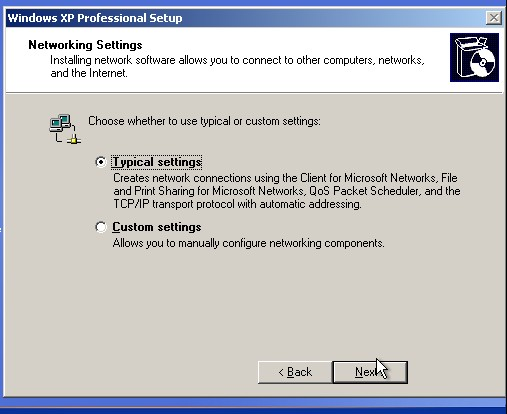 Windows XP Professional Setup
Networking Settings
Installing network software allows you to connect to other computers, networks,
and the Internet.
Choose whether to use typical or custom settings:
Typical settings
Creates network connections using the Client for Microsoft Networks, File
and Print Sharing for Microsoft Networks, QoS Packet Scheduler, and the
TCP/IP transport protocol with automatic addressing.
Custom settings
Allows you to manually configure networking components.
< Back
Next